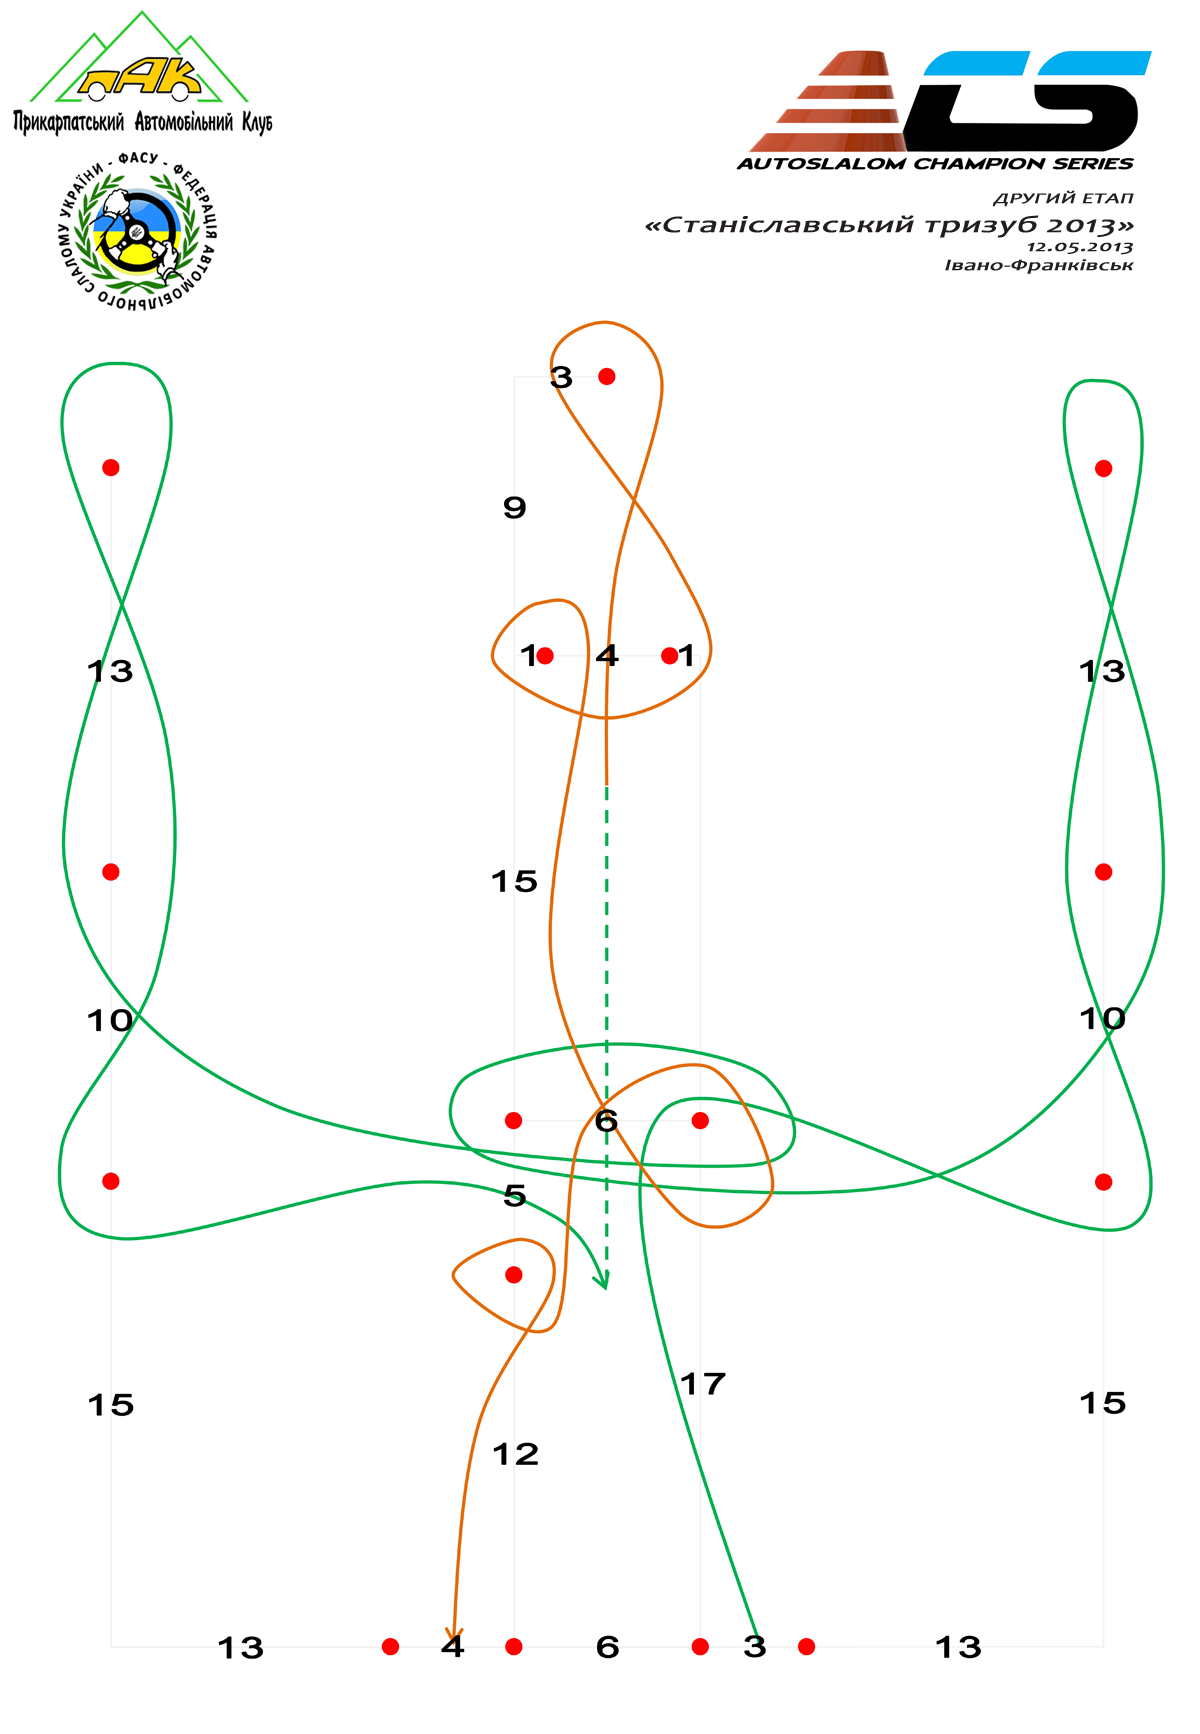 ПАК
Прикарпатський Автомобільний Клуб
ФЕДЕРАЦІЯ АВТОМОБІЛЬНОГО СЛАЛОМУ УКРАЇНИ - ФАСУ -
ACS
AUTOSLALOM CHAMPION SERIES
ДРУГИЙ ЕТАП
«Станіславський тризуб 2013»
12.05.2013
Івано-Франківськ
3
9
1 4 1
13 13
15
10 10
6
5
17
15 15
12
13 4 6 3 13